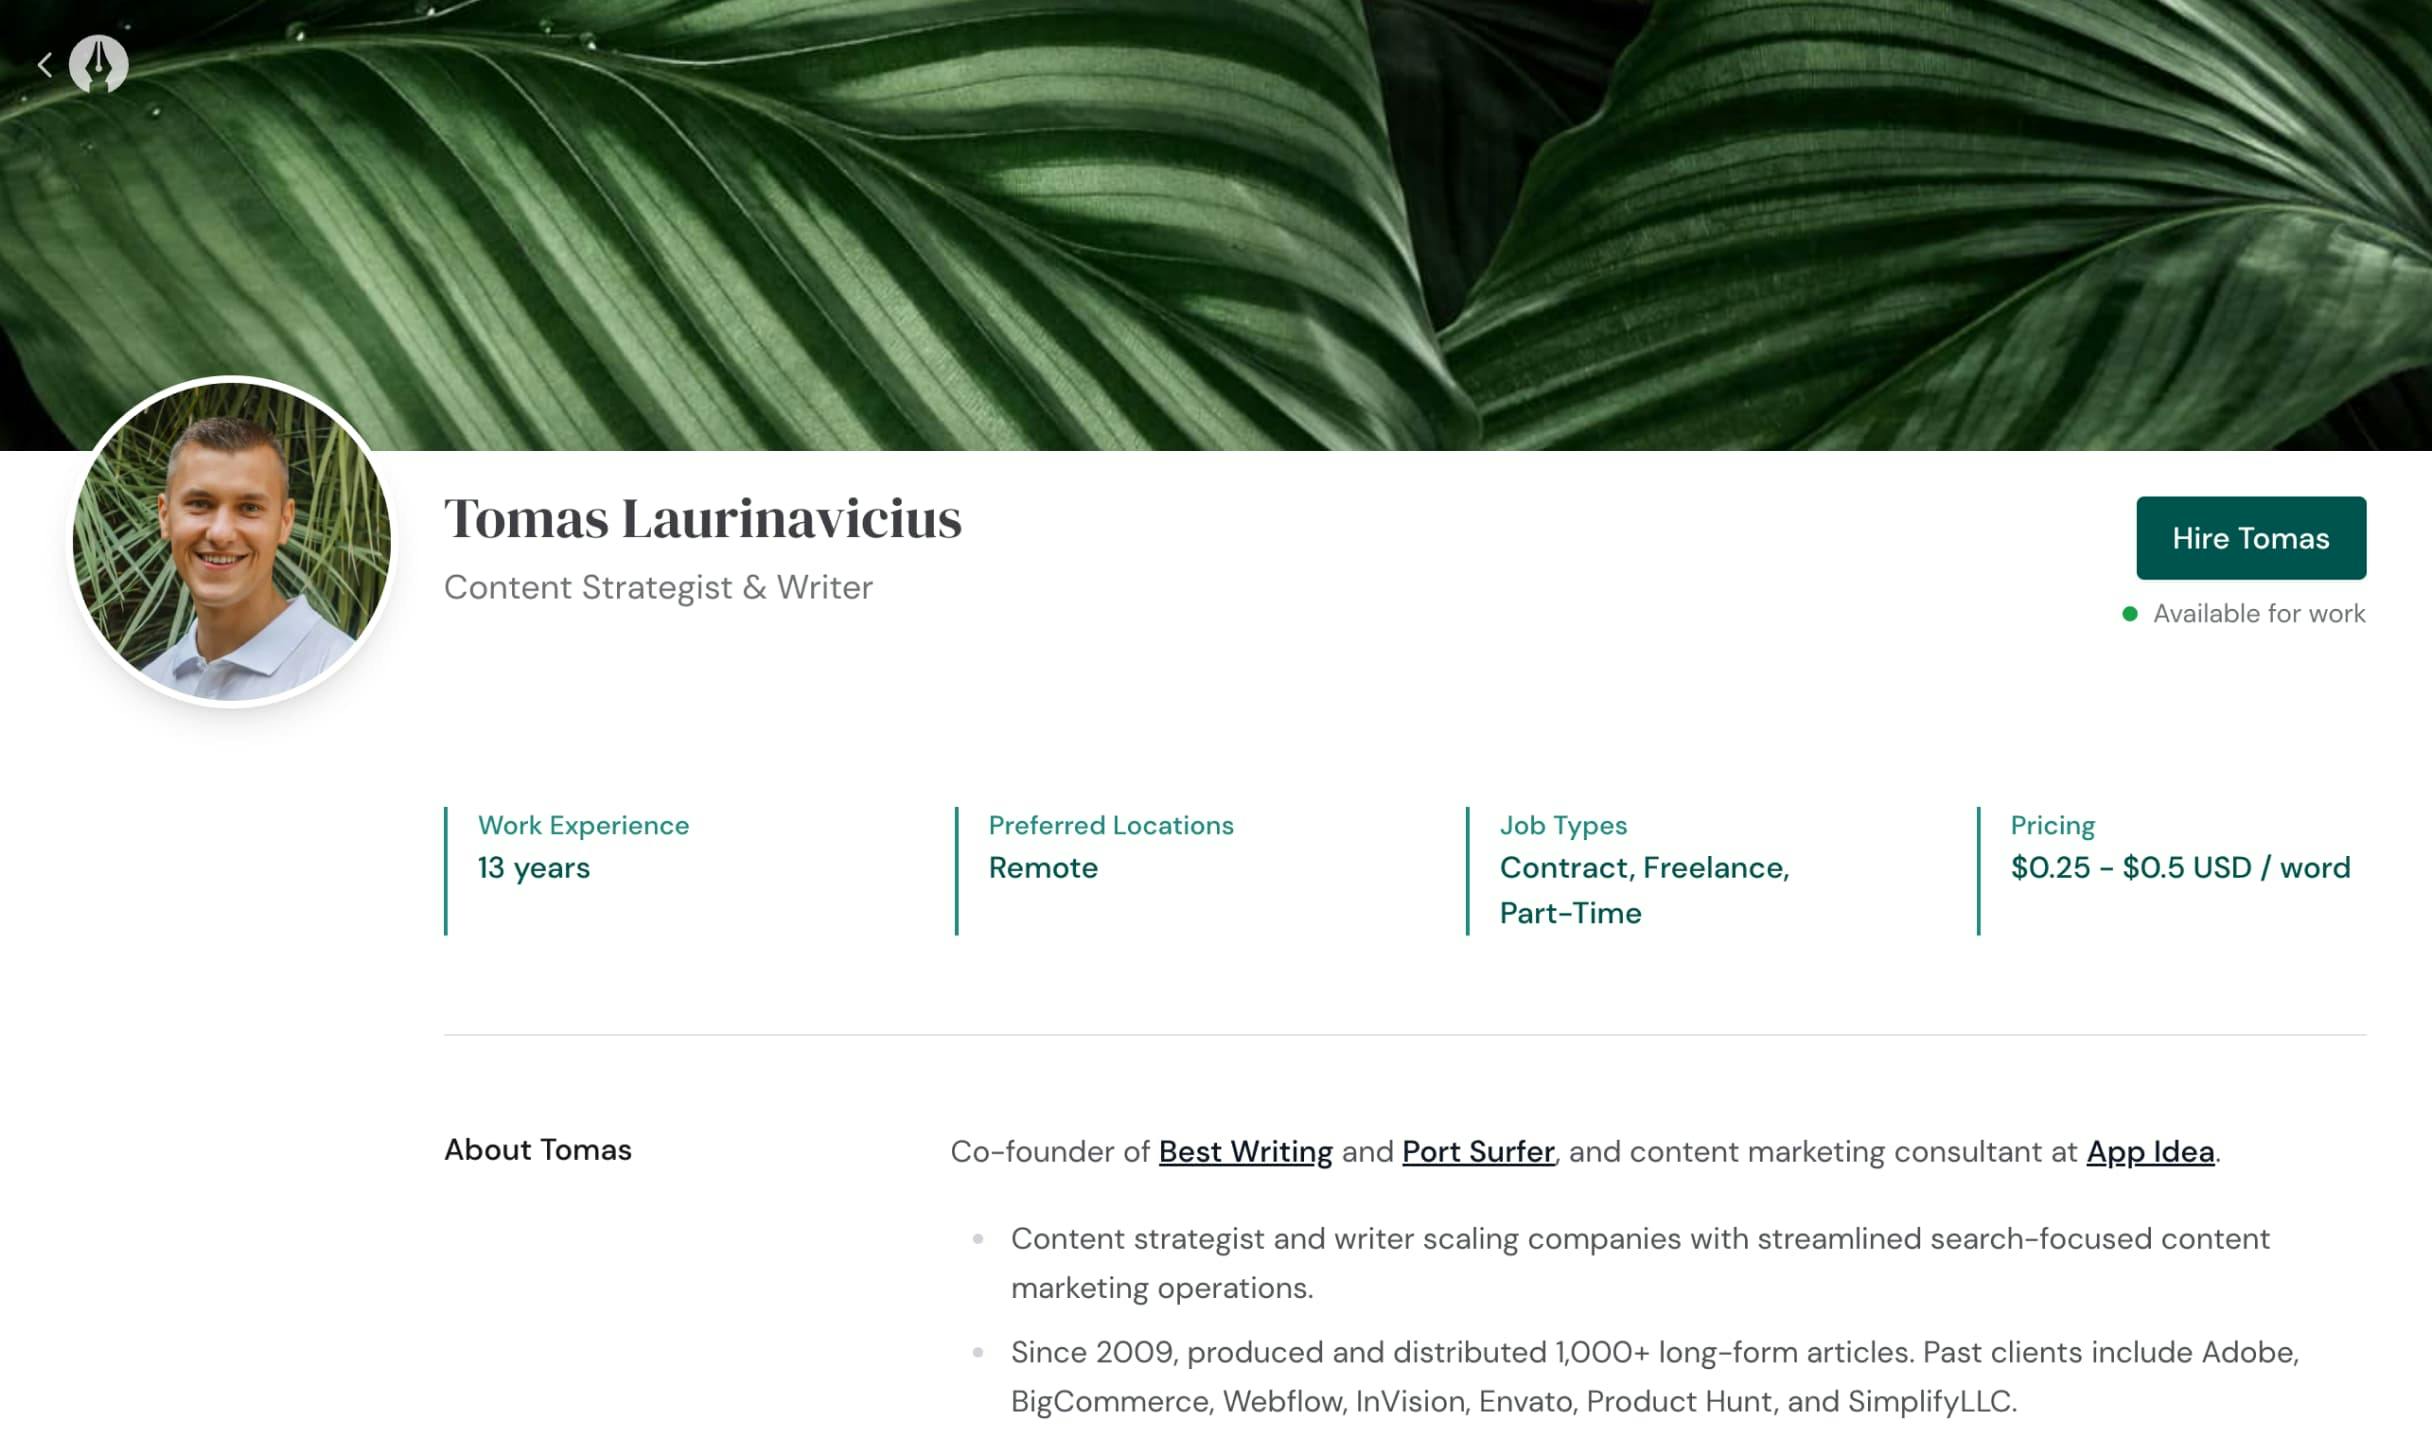 Tomas Laurinavicius
Content Strategist & Writer
Hire Tomas
Available for work
Work Experience
13 years
Preferred Locations
Remote
Job Types
Contract, Freelance,
Part-Time
Pricing
$0.25 - $0.5 USD / word
About Tomas
Co-founder of Best Writing and Port Surfer, and content marketing consultant at App Idea.
Content strategist and writer scaling companies with streamlined search-focused content
marketing operations.
Since 2009, produced and distributed 1,000+ long-form articles. Past clients include Adobe,
BigCommerce, Webflow, InVision, Envato, Product Hunt, and SimplifyLLC.